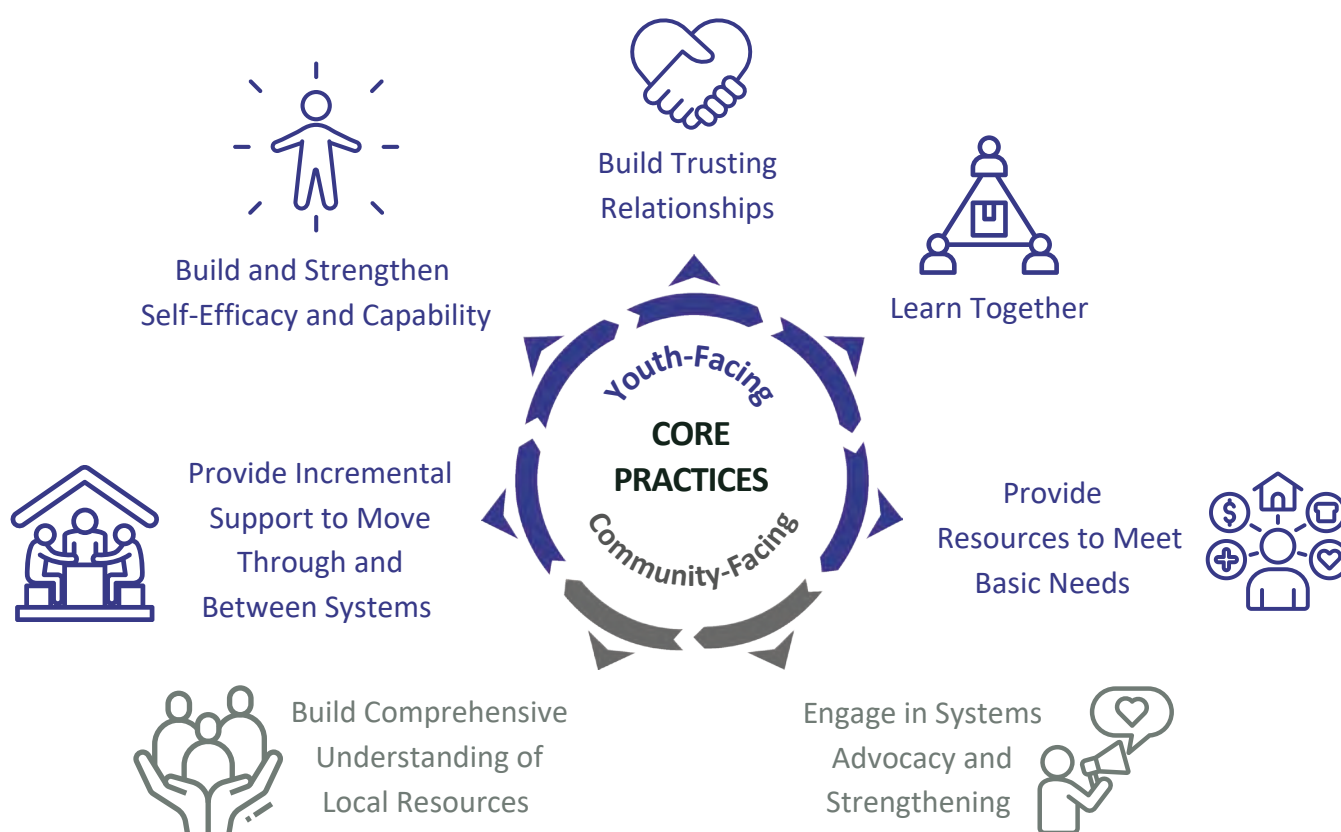 Build Trusting
Relationships
Build and Strengthen
Self-Efficacy and Capability
Learn Together
Youth-Facing
CORE
PRACTICES
Community-Facing
Provide Incremental
Support to Move
Through and
Between Systems
Provide
Resources to Meet
Basic Needs
$
Build Comprehensive
Understanding of
Local Resources
Engage in Systems
Advocacy and
Strengthening